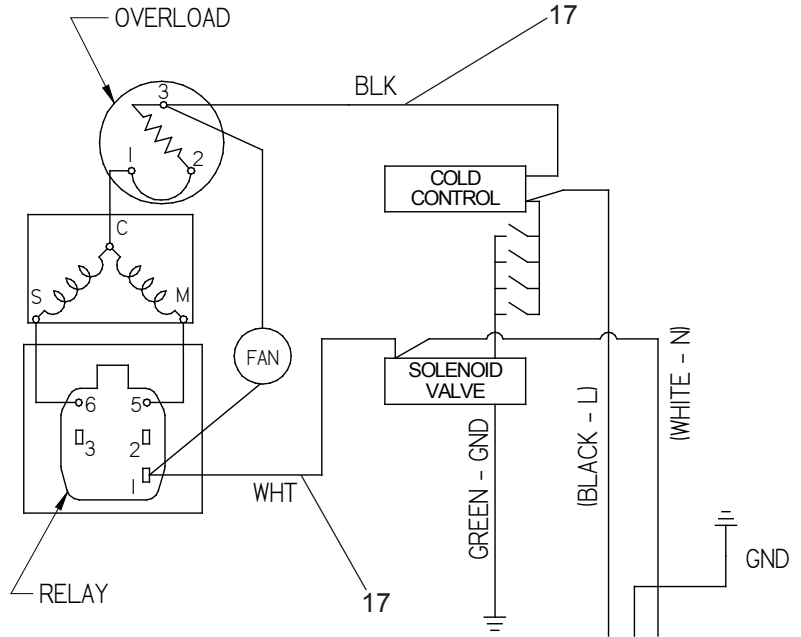 OVERLOAD
17
3
BLK
1
2
COLD
CONTROL
C
S
M
FAN
SOLENOID
VALVE
6
5
3
2
1
WHT
GREEN - GND
(BLACK - L)
(WHITE - N)
GND
RELAY
17